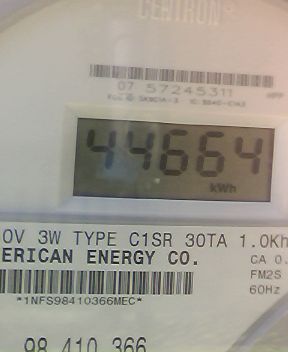 CENTRON®
07 57245311
44664
kWh
0V 3W TYPE C1SR 30TA 1.0Kh
ERICAN ENERGY CO.
CA 0.
FM2S
60Hz
*1NFS98410366MEC*
98 410 366